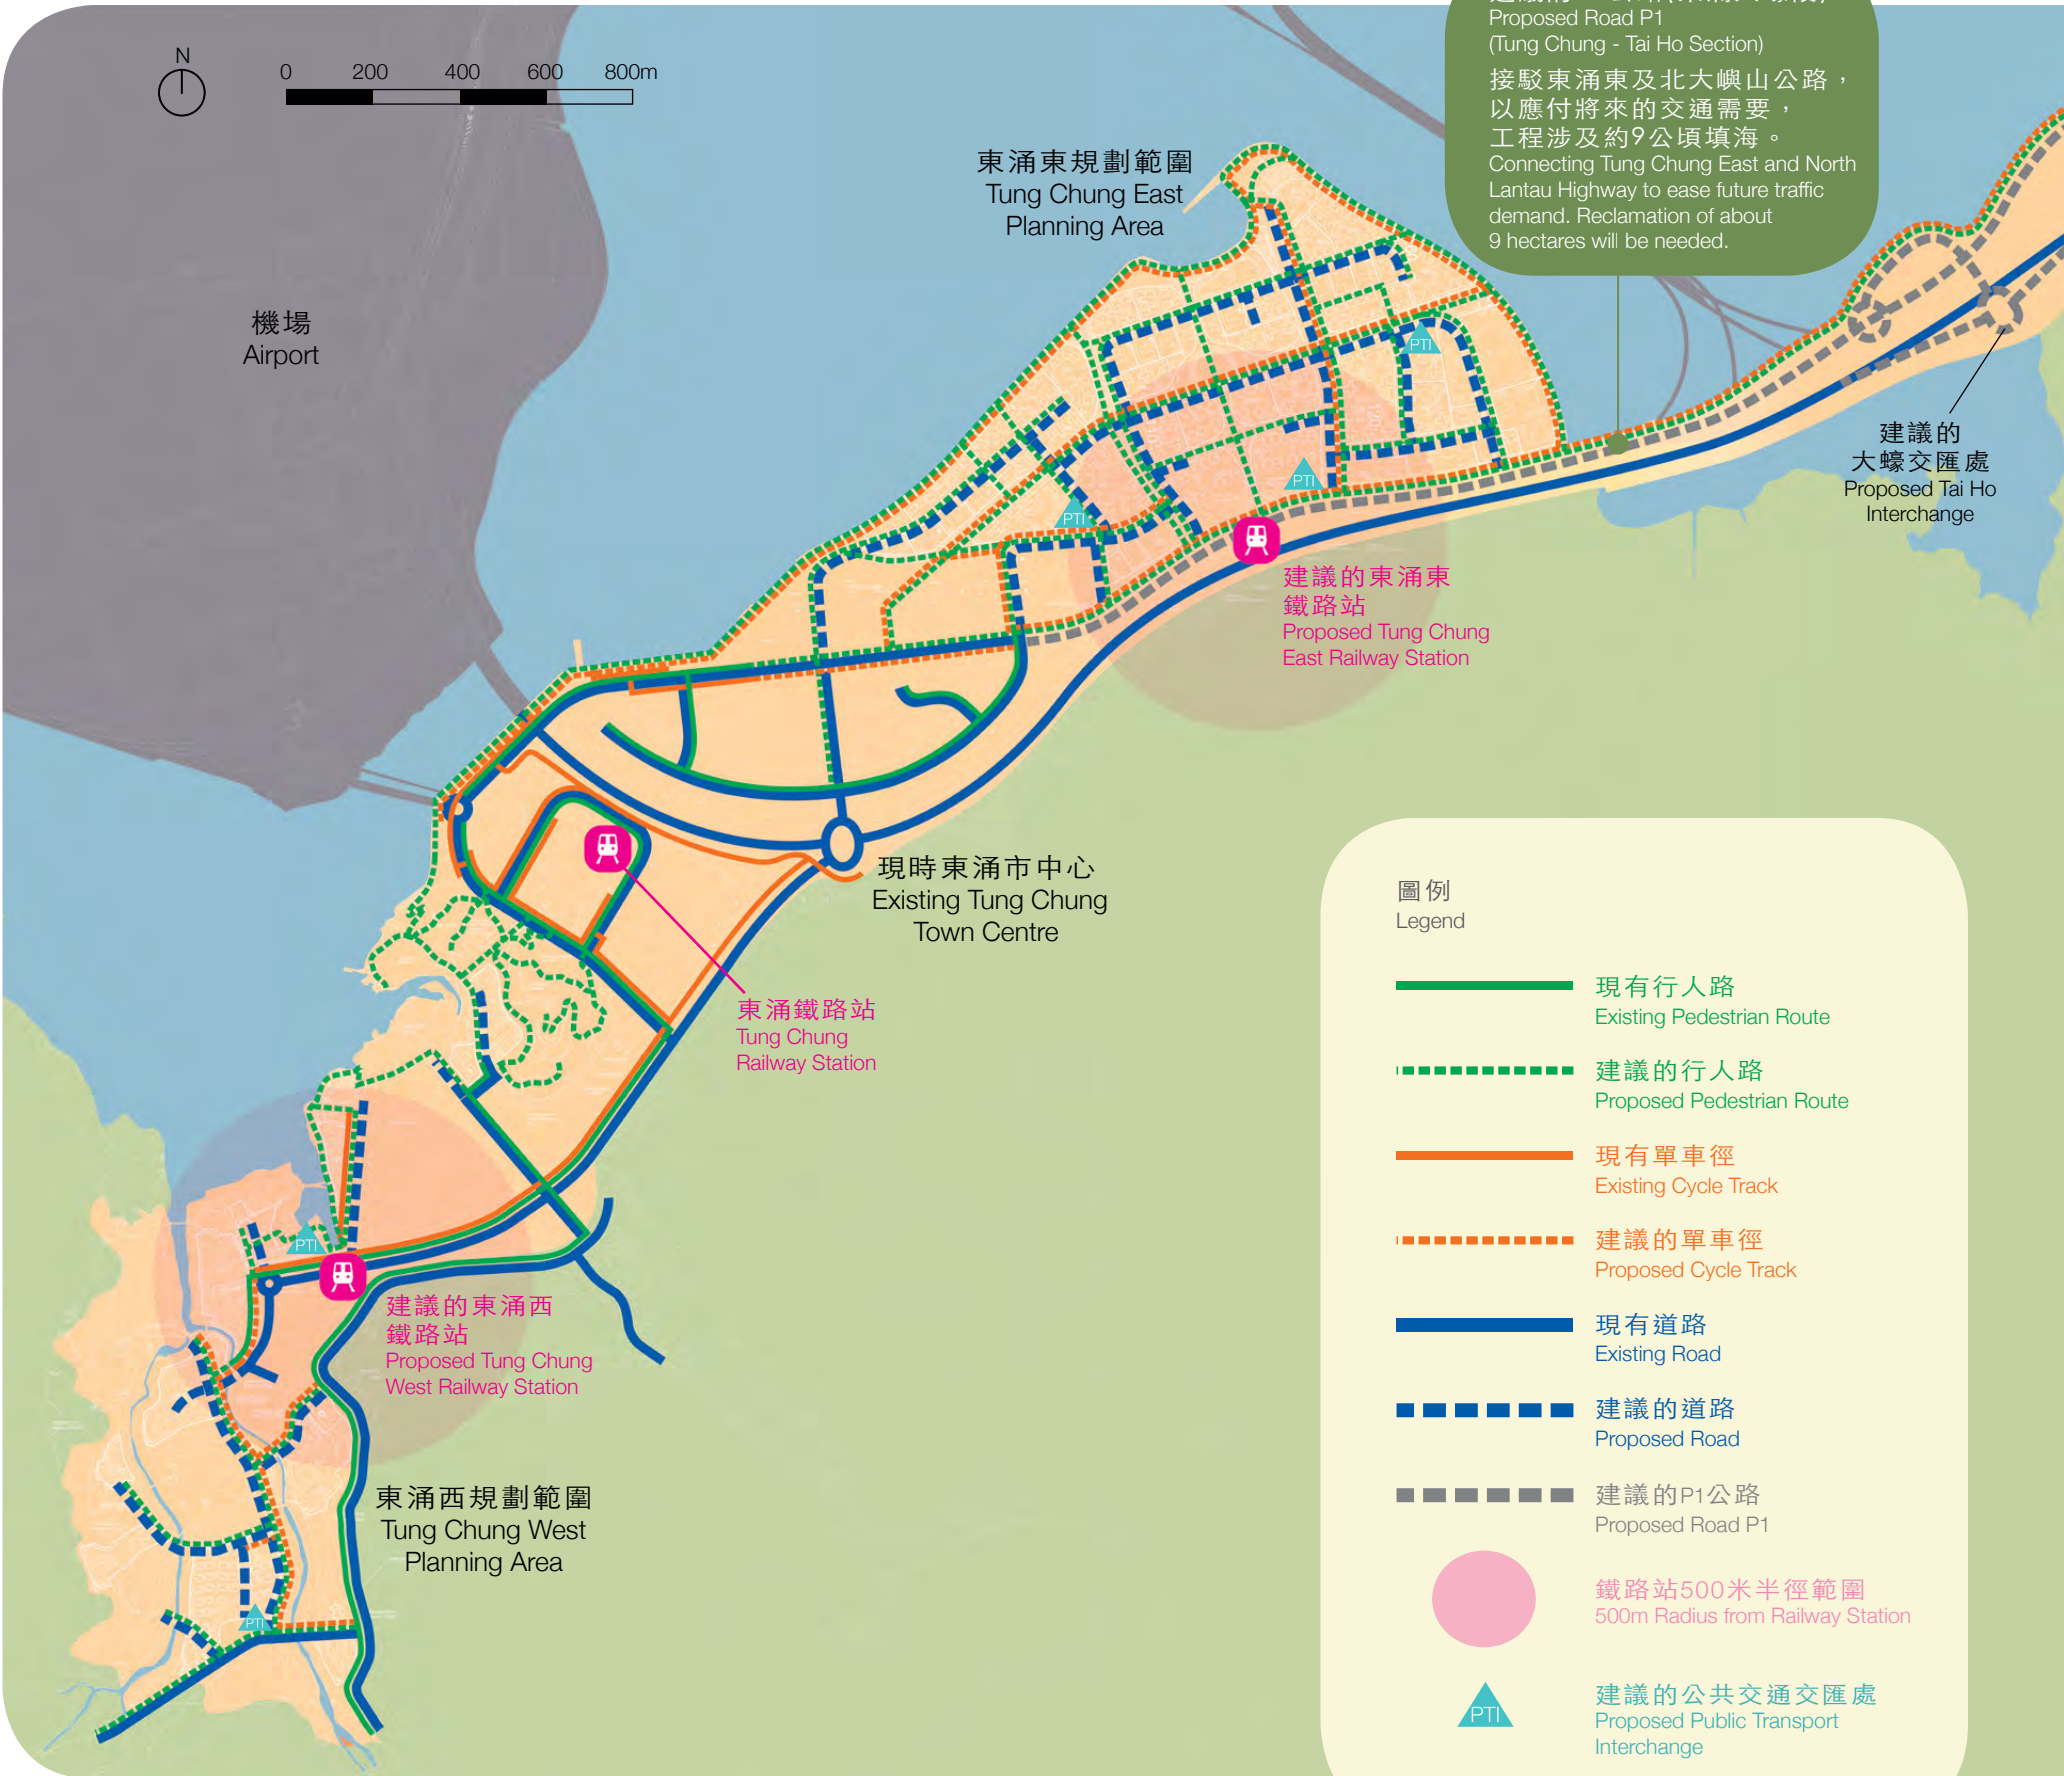 Proposed Road P1
(Tung Chung - Tai Ho Section)
接駁東涌東及北大嶼山公路，
以應付將來的交通需要，
工程涉及約9公頃填海。
Connecting Tung Chung East and North
Lantau Highway to ease future traffic
demand. Reclamation of about
9 hectares will be needed.
N
0 200 400 600 800m
東涌東規劃範圍
Tung Chung East
Planning Area
機場
Airport
PTI
PTI
PTI
建議的
大蠔交匯處
Proposed Tai Ho
Interchange
建議的東涌東
鐵路站
Proposed Tung Chung
East Railway Station
現時東涌市中心
Existing Tung Chung
Town Centre
東涌鐵路站
Tung Chung
Railway Station
PTI
建議的東涌西
鐵路站
Proposed Tung Chung
West Railway Station
東涌西規劃範圍
Tung Chung West
Planning Area
PTI
圖例
Legend
現有行人路
Existing Pedestrian Route
建議的行人路
Proposed Pedestrian Route
現有單車徑
Existing Cycle Track
建議的單車徑
Proposed Cycle Track
現有道路
Existing Road
建議的道路
Proposed Road
建議的P1公路
Proposed Road P1
鐵路站500米半徑範圍
500m Radius from Railway Station
PTI
建議的公共交通交匯處
Proposed Public Transport
Interchange